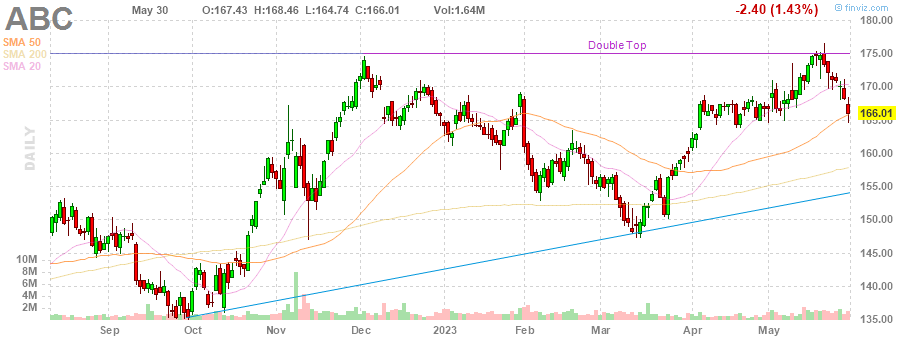 ABC
May 30 O:167.43 H:168.46 L:164.74 C:166.01 Vol:1.64M -2.40 (1.43%)
finviz.com
SMA 50
SMA 200
SMA 20
Double Top
DAILY
180.00
175.00
170.00
166.01
165.00
160.00
155.00
150.00
145.00
140.00
135.00
10M
8M
6M
4M
2M
Sep Oct Nov Dec 2023 Feb Mar Apr May